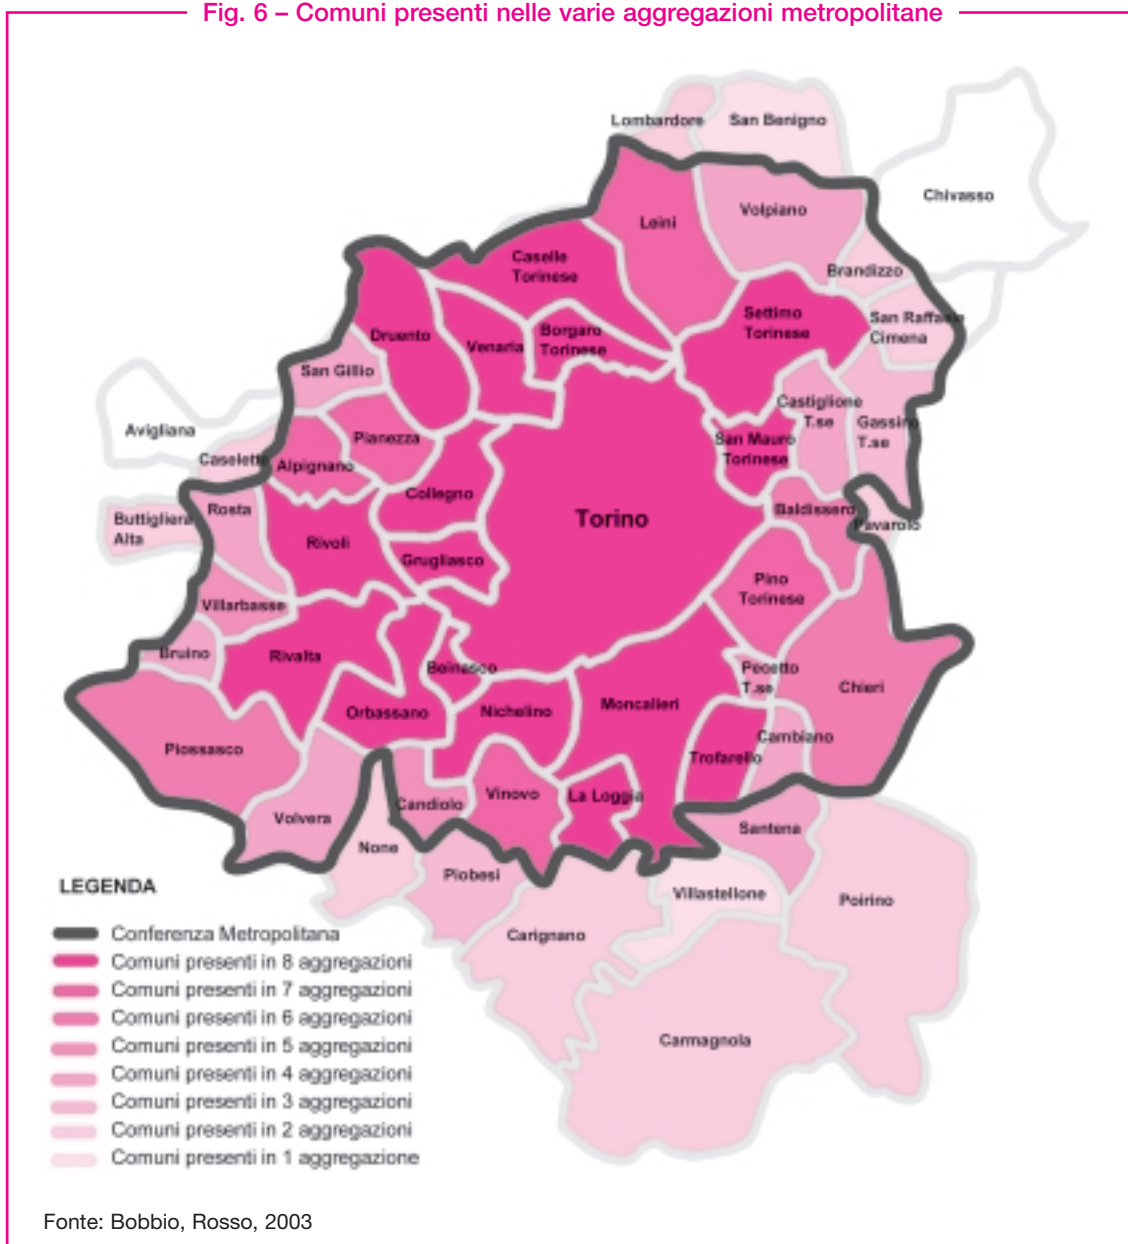 Fig. 6 – Comuni presenti nelle varie aggregazioni metropolitane
Lombardore
San Benigno
Chivasso
Leini
Volpiano
Brandizzo
Caselle
Torinese
Settimo
Torinese
San Raffaele
Cimena
Druento
Venaria
Borgaro
Torinese
San Gillio
Castiglione
T.se
Gassino
T.se
Avigliana
Caselette
Alpignano
Pianezza
San Mauro
Torinese
Collegno
Buttigliera
Alta
Rosta
Rivoli
Torino
Baldissero
Pavarolo
Grugliasco
Pino
Torinese
Villarbasse
Bruino
Rivalta
Beinasco
Pecetto
T.se
Chieri
Orbassano
Nichelino
Moncalieri
Piossasco
Trofarello
Cambiano
Volvera
Candiolo
Vinovo
La Loggia
Santena
None
Piobesi
Villastellone
Poirino
Carignano
Carmagnola
LEGENDA
Conferenza Metropolitana
Comuni presenti in 8 aggregazioni
Comuni presenti in 7 aggregazioni
Comuni presenti in 6 aggregazioni
Comuni presenti in 5 aggregazioni
Comuni presenti in 4 aggregazioni
Comuni presenti in 3 aggregazioni
Comuni presenti in 2 aggregazioni
Comuni presenti in 1 aggregazione
Fonte: Bobbio, Rosso, 2003